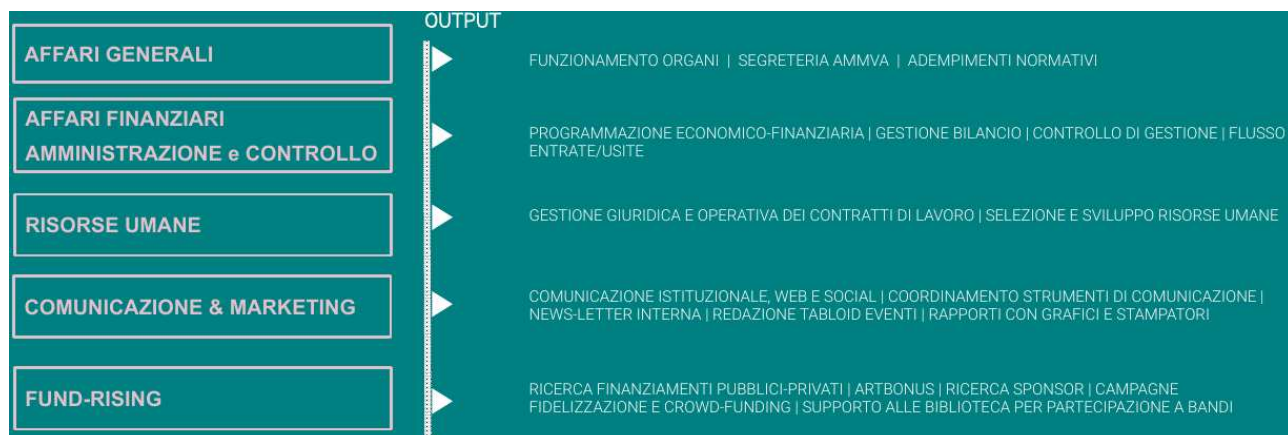 OUTPUT
AFFARI GENERALI
FUNZIONAMENTO ORGANI | SEGRETERIA AMMVA | ADEMPIMENTI NORMATIVI
AFFARI FINANZIARI
AMMINISTRAZIONE e CONTROLLO
PROGRAMMAZIONE ECONOMICO-FINANZIARIA | GESTIONE BILANCIO | CONTROLLO DI GESTIONE | FLUSSO
ENTRATE/USITE
RISORSE UMANE
GESTIONE GIURIDICA E OPERATIVA DEI CONTRATTI DI LAVORO | SELEZIONE E SVILUPPO RISORSE UMANE
COMUNICAZIONE & MARKETING
COMUNICAZIONE ISTITUZIONALE, WEB E SOCIAL | COORDINAMENTO STRUMENTI DI COMUNICAZIONE |
NEWS-LETTER INTERNA | REDAZIONE TABLOID EVENTI | RAPPORTI CON GRAFICI E STAMPATORI
FUND-RISING
RICERCA FINANZIAMENTI PUBBLICI-PRIVATI | ARTBONUS | RICERCA SPONSOR | CAMPAGNE
FIDELIZZAZIONE E CROWD-FUNDING | SUPPORTO ALLE BIBLIOTECA PER PARTECIPAZIONE A BANDI